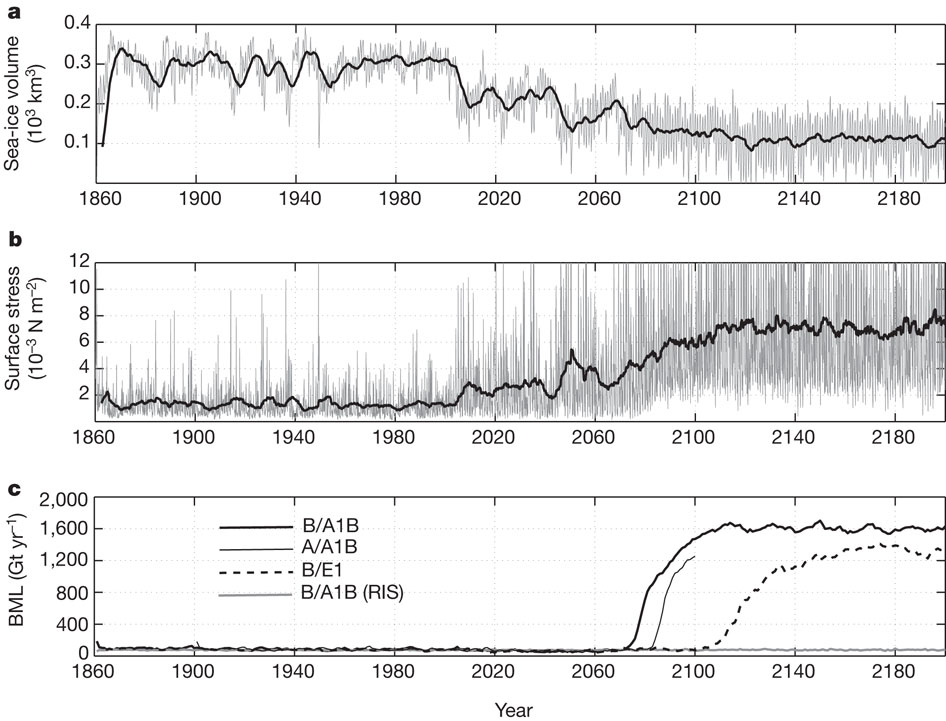 a
Sea-ice volume
(10³ km³)
0.4
0.3
0.2
0.1
1860 1900 1940 1980 2020 2060 2100 2140 2180
b
Surface stress
(10⁻³ N m⁻²)
12
10
8
6
4
2
1860 1900 1940 1980 2020 2060 2100 2140 2180
c
BML (Gt yr⁻¹)
2,000
1,600
1,200
800
400
0
B/A1B
A/A1B
B/E1
B/A1B (RIS)
1860 1900 1940 1980 2020 2060 2100 2140 2180
Year